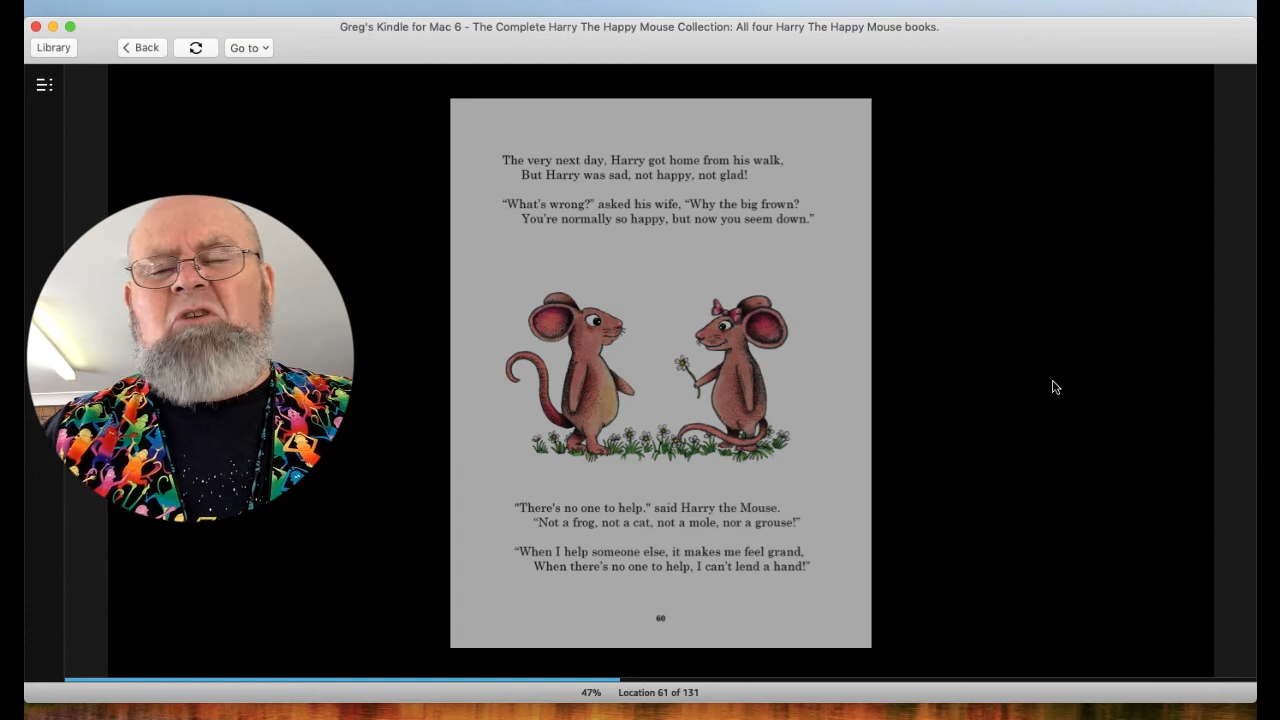 Greg's Kindle for Mac 6 - The Complete Harry The Happy Mouse Collection: All four Harry The Happy Mouse books.
Library
Back
Go to
The very next day, Harry got home from his walk,
But Harry was sad, not happy, not glad!
“What's wrong?” asked his wife, “Why the big frown?
You're normally so happy, but now you seem down.”
"There's no one to help." said Harry the Mouse.
“Not a frog, not a cat, not a mole, nor a grouse!”
“When I help someone else, it makes me feel grand,
When there's no one to help, I can't lend a hand!”
60
47% Location 61 of 131